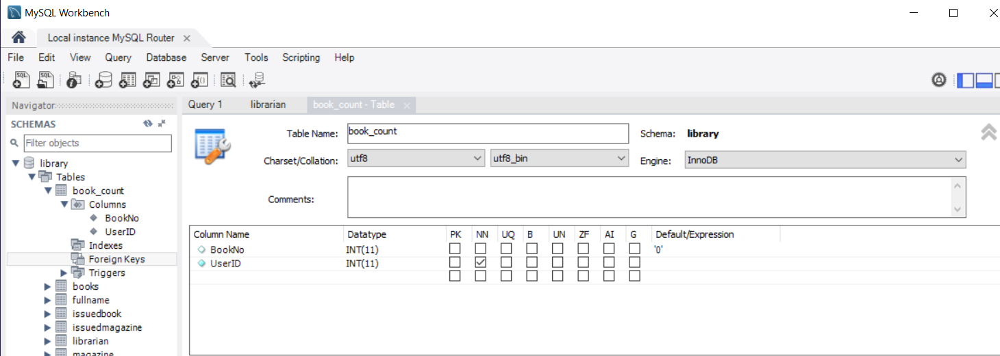 MySQL Workbench
Local instance MySQL Router
File Edit View Query Database Server Tools Scripting Help
SQL SQL
Navigator
Query 1 librarian book_count - Table
SCHEMAS
Filter objects
Table Name: book_count Schema: library
Charset/Collation: utf8 utf8_bin Engine: InnoDB
Comments:
library
Tables
book_count
Columns
BookNo
UserID
Indexes
Foreign Keys
Triggers
books
fullname
issuedbook
issuedmagazine
librarian
magazine
Column Name Datatype PK NN UQ B UN ZF AI G Default/Expression
BookNo INT(11) '0'
UserID INT(11)